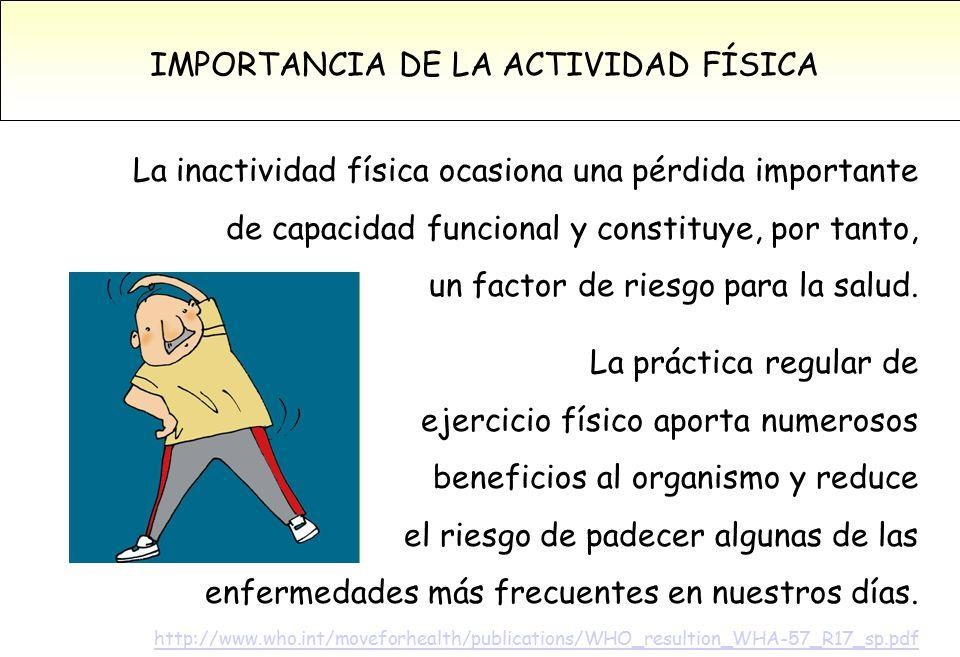 IMPORTANCIA DE LA ACTIVIDAD FÍSICA
La inactividad física ocasiona una pérdida importante
de capacidad funcional y constituye, por tanto,
un factor de riesgo para la salud.
La práctica regular de
ejercicio físico aporta numerosos
beneficios al organismo y reduce
el riesgo de padecer algunas de las
enfermedades más frecuentes en nuestros días.
http://www.who.int/moveforhealth/publications/WHO_resultion_WHA-57_R17_sp.pdf